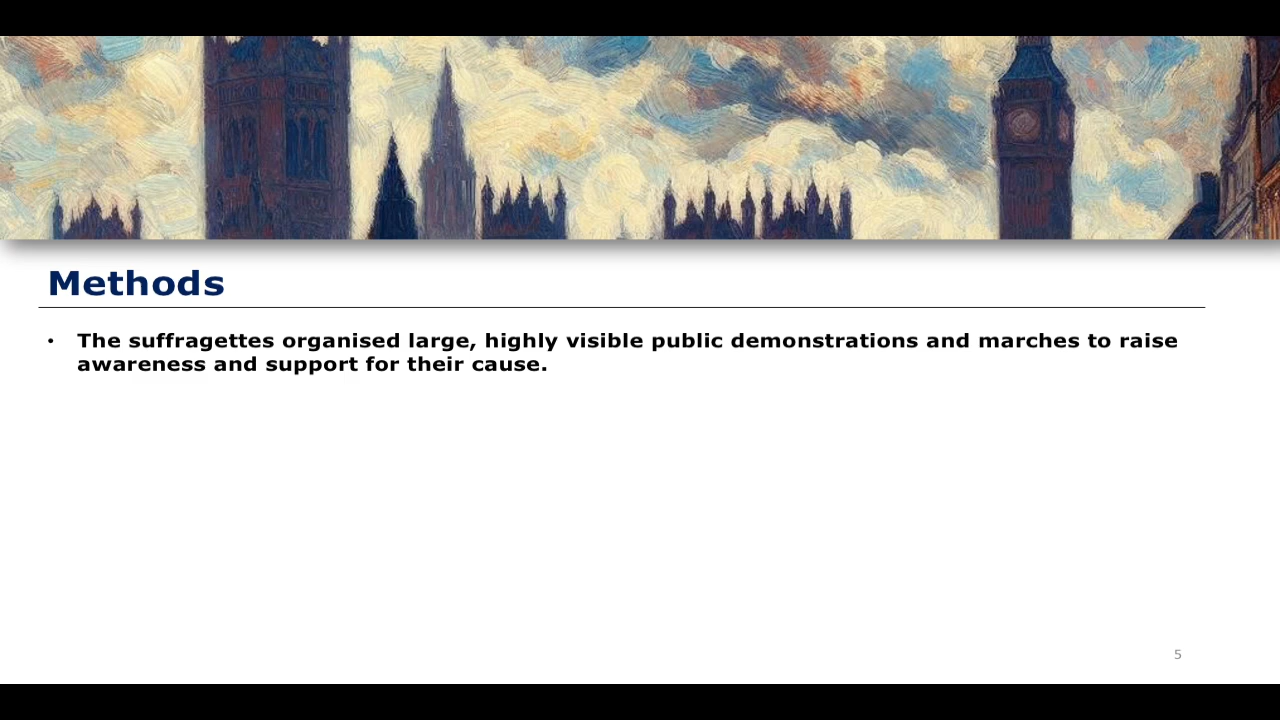 Methods
• The suffragettes organised large, highly visible public demonstrations and marches to raise
awareness and support for their cause.
5